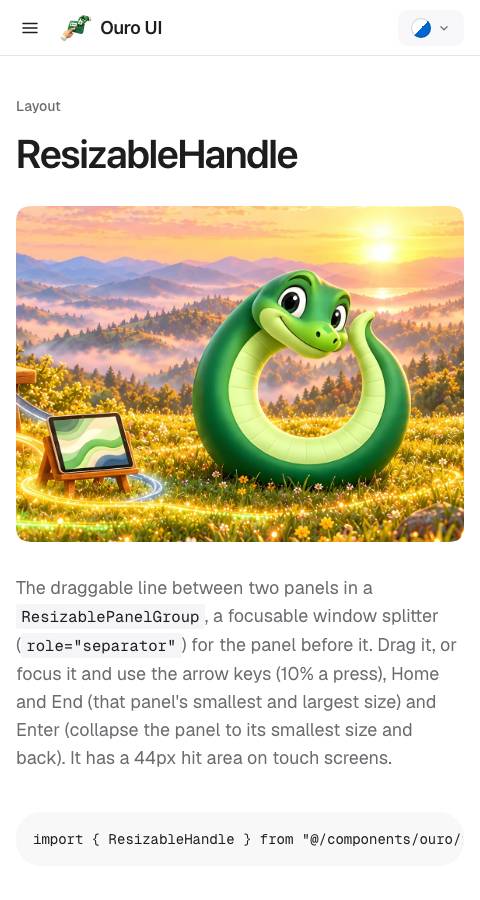 Ouro UI
Layout
ResizableHandle
The draggable line between two panels in a
ResizablePanelGroup, a focusable window splitter
(role="separator") for the panel before it. Drag it, or
focus it and use the arrow keys (10% a press), Home
and End (that panel's smallest and largest size) and
Enter (collapse the panel to its smallest size and
back). It has a 44px hit area on touch screens.
import { ResizableHandle } from "@/components/ouro/